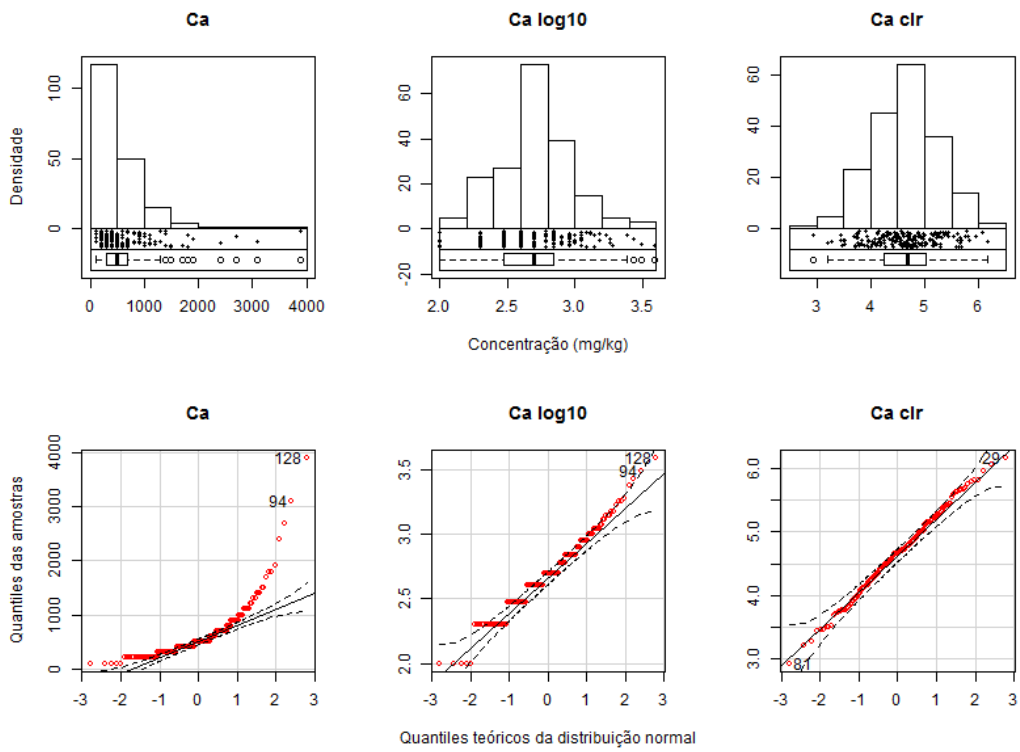 Ca
Ca log10
Ca clr
Densidade
0 50 100
0 1000 2000 3000 4000
-20 0 20 40 60
2.0 2.5 3.0 3.5
0 20 40 60
3 4 5 6
Concentração (mg/kg)
Ca
Ca log10
Ca clr
Quantiles das amostras
0 1000 2000 3000 4000
128
94
-3 -2 -1 0 1 2 3
2.0 2.5 3.0 3.5
128
94
-3 -2 -1 0 1 2 3
3.0 4.0 5.0 6.0
29
81
-3 -2 -1 0 1 2 3
Quantiles teóricos da distribuição normal